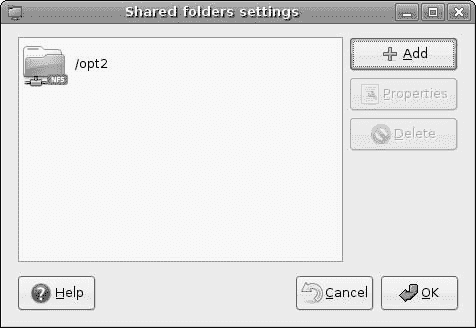 Shared folders settings
/opt2
NFS
Add
Properties
Delete
Help
Cancel
OK